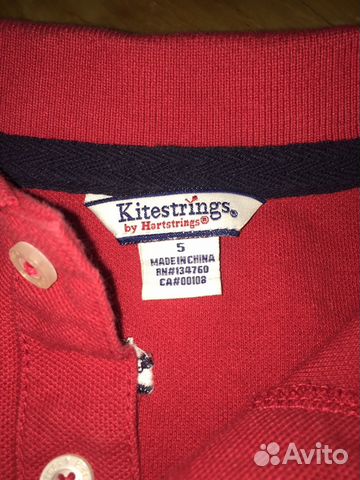 Kitestrings®
by Hartstrings®
5
MADE IN CHINA
RN#134760
CA#00108
Avito